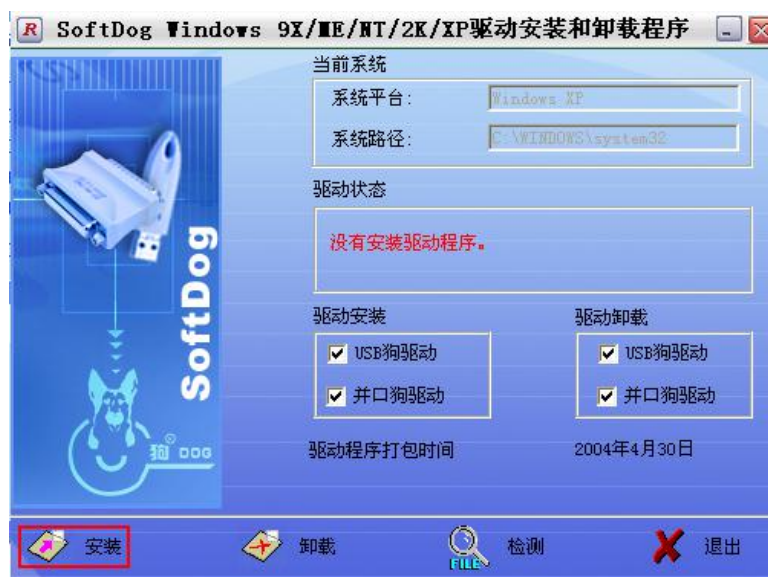 R SoftDog Windows 9X/ME/NT/2K/XP驱动安装和卸载程序
当前系统
系统平台: Windows XP
系统路径: C:\WINDOWS\system32
驱动状态
没有安装驱动程序。
SoftDog
驱动安装 驱动卸载
USB狗驱动 USB狗驱动
并口狗驱动 并口狗驱动
狗® DOG
驱动程序打包时间 2004年4月30日
安装 卸载 FILE 检测 退出